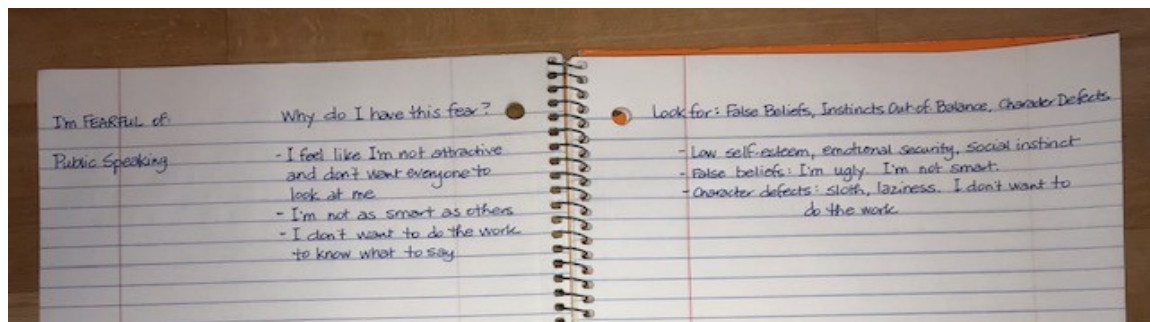 I'm FEARFUL of:
Public Speaking
Why do I have this fear?
- I feel like I'm not attractive
and don't want everyone to
look at me
- I'm not as smart as others
- I don't want to do the work
to know what to say
Look for: False Beliefs, Instincts Out of Balance, Character Defects
- Low self-esteem, emotional security, social instinct
- False beliefs: I'm ugly. I'm not smart.
- Character defects: sloth, laziness. I don't want to
do the work